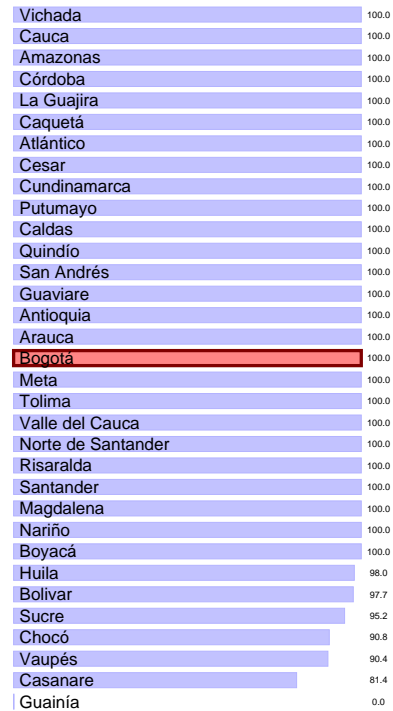 Vichada 100.0
Cauca 100.0
Amazonas 100.0
Córdoba 100.0
La Guajira 100.0
Caquetá 100.0
Atlántico 100.0
Cesar 100.0
Cundinamarca 100.0
Putumayo 100.0
Caldas 100.0
Quindío 100.0
San Andrés 100.0
Guaviare 100.0
Antioquia 100.0
Arauca 100.0
Bogotá 100.0
Meta 100.0
Tolima 100.0
Valle del Cauca 100.0
Norte de Santander 100.0
Risaralda 100.0
Santander 100.0
Magdalena 100.0
Nariño 100.0
Boyacá 100.0
Huila 98.0
Bolivar 97.7
Sucre 95.2
Chocó 90.8
Vaupés 90.4
Casanare 81.4
Guainía 0.0